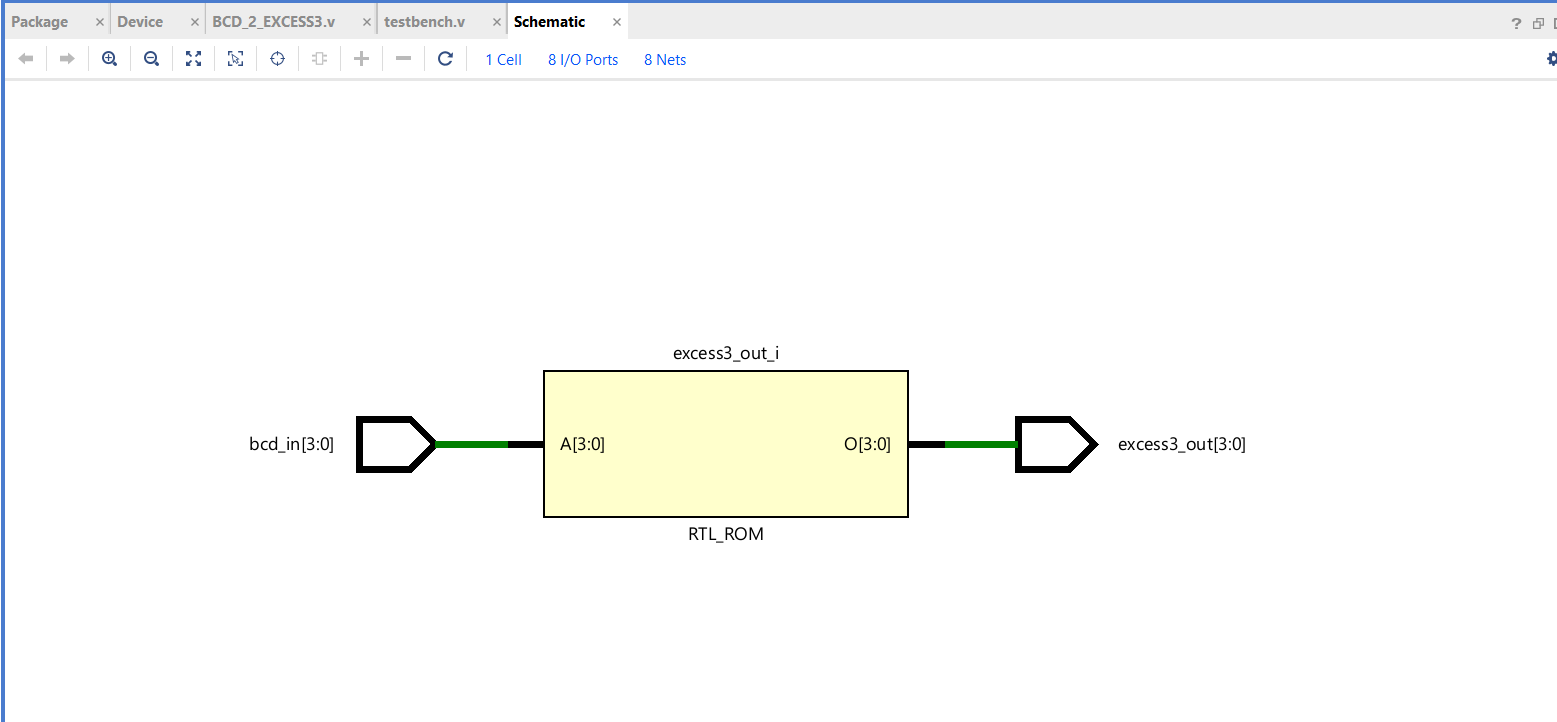 Package × Device × BCD_2_EXCESS3.v × testbench.v × Schematic × ?
1 Cell 8 I/O Ports 8 Nets
excess3_out_i
bcd_in[3:0] A[3:0] O[3:0] excess3_out[3:0]
RTL_ROM